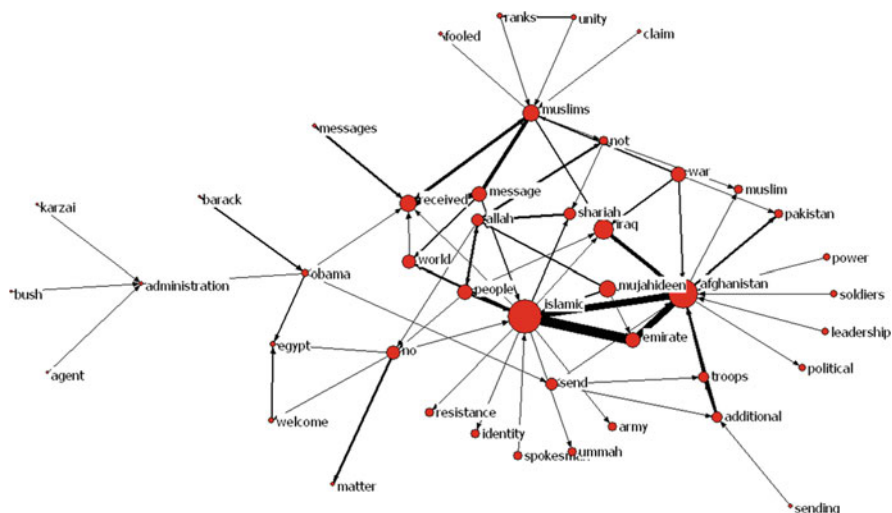 ranks
unity
fooled
claim
muslims
messages
not
war
barack
received
message
muslim
karzai
allah
shariah
pakistan
iraq
world
power
obama
administration
people
mujahideen
afghanistan
bush
islamic
soldiers
leadership
emirate
egypt
no
political
agent
send
troops
resistance
additional
welcome
identity
army
spokesman
ummah
matter
sending